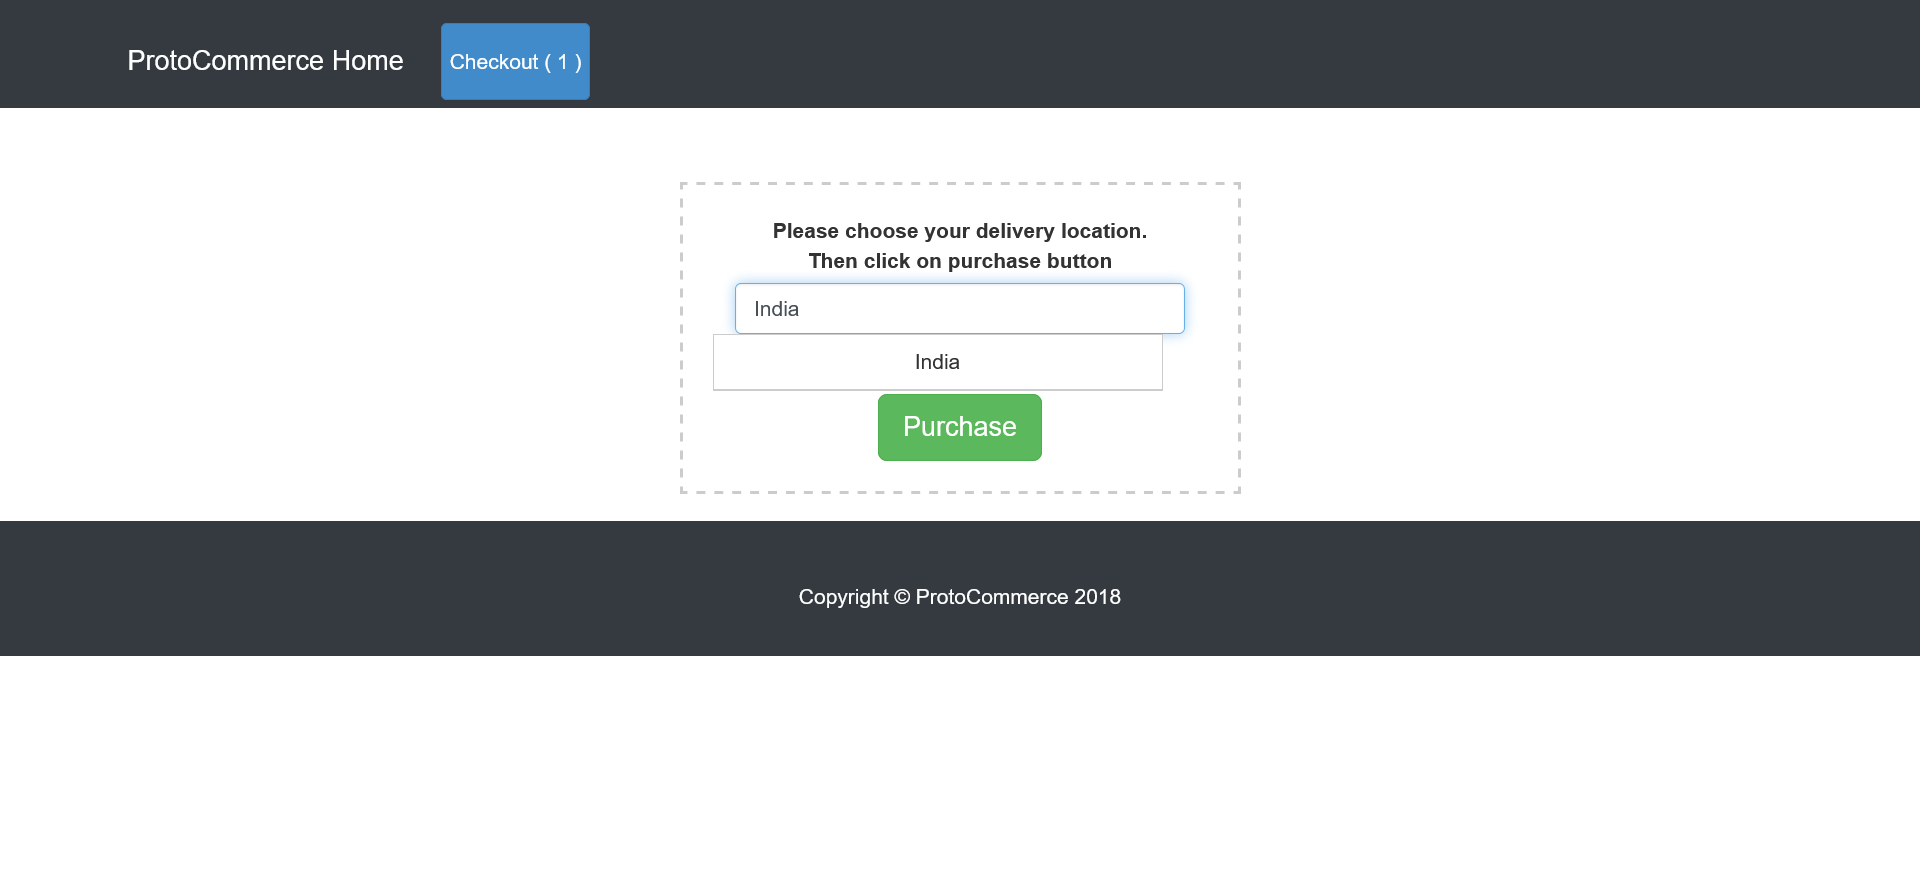 ProtoCommerce Home
Checkout ( 1 )
Please choose your delivery location.
Then click on purchase button
India
India
Purchase
Copyright © ProtoCommerce 2018